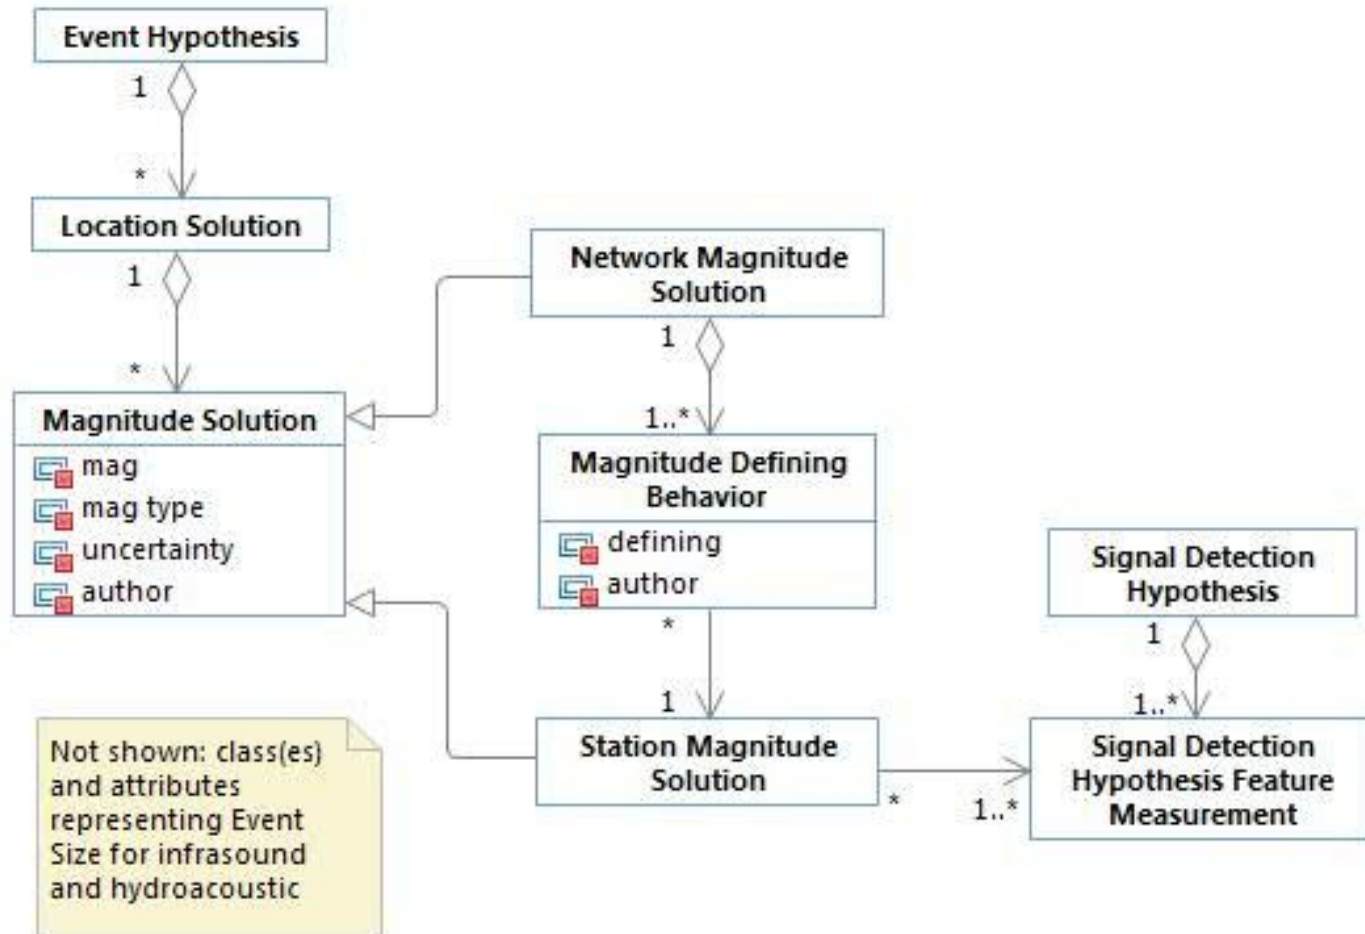 Event Hypothesis
1
*
Location Solution
1
*
Magnitude Solution
mag
mag type
uncertainty
author
Network Magnitude
Solution
1
1..*
Magnitude Defining
Behavior
defining
author
*
1
Station Magnitude
Solution
*
1..*
Signal Detection
Hypothesis
1
1..*
Signal Detection
Hypothesis Feature
Measurement
Not shown: class(es)
and attributes
representing Event
Size for infrasound
and hydroacoustic